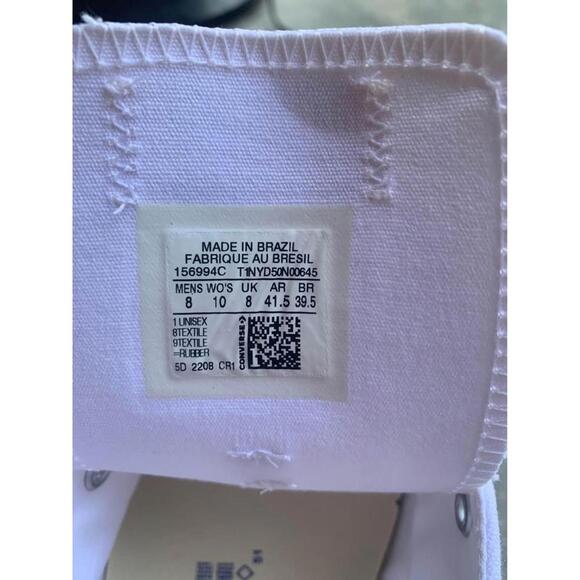 MADE IN BRAZIL
FABRIQUE AU BRESIL
156994C T1NYD50N00645
MENS WO'S UK AR BR
8 10 8 41.5 39.5
1 UNISEX
8TEXTILE
9TEXTILE
=RUBBER
CONVERSE
5D 2208 CR1
51